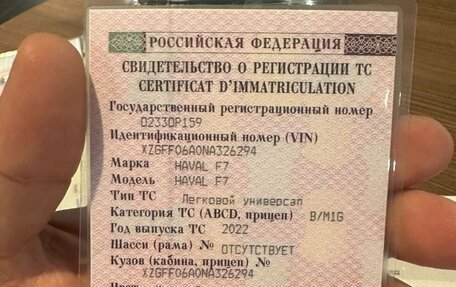 РОССИЙСКАЯ ФЕДЕРАЦИЯ
СВИДЕТЕЛЬСТВО О РЕГИСТРАЦИИ ТС
CERTIFICAT D'IMMATRICULATION
Государственный регистрационный номер
О233ОР159
Идентификационный номер (VIN)
XZGFF06A0NA326294
Марка HAVAL F7
Модель HAVAL F7
Тип ТС Легковой универсал
Категория ТС (ABCD, прицеп) B/M1G
Год выпуска ТС 2022
Шасси (рама) № ОТСУТСТВУЕТ
Кузов (кабина, прицеп) №
XZGFF06A0NA326294